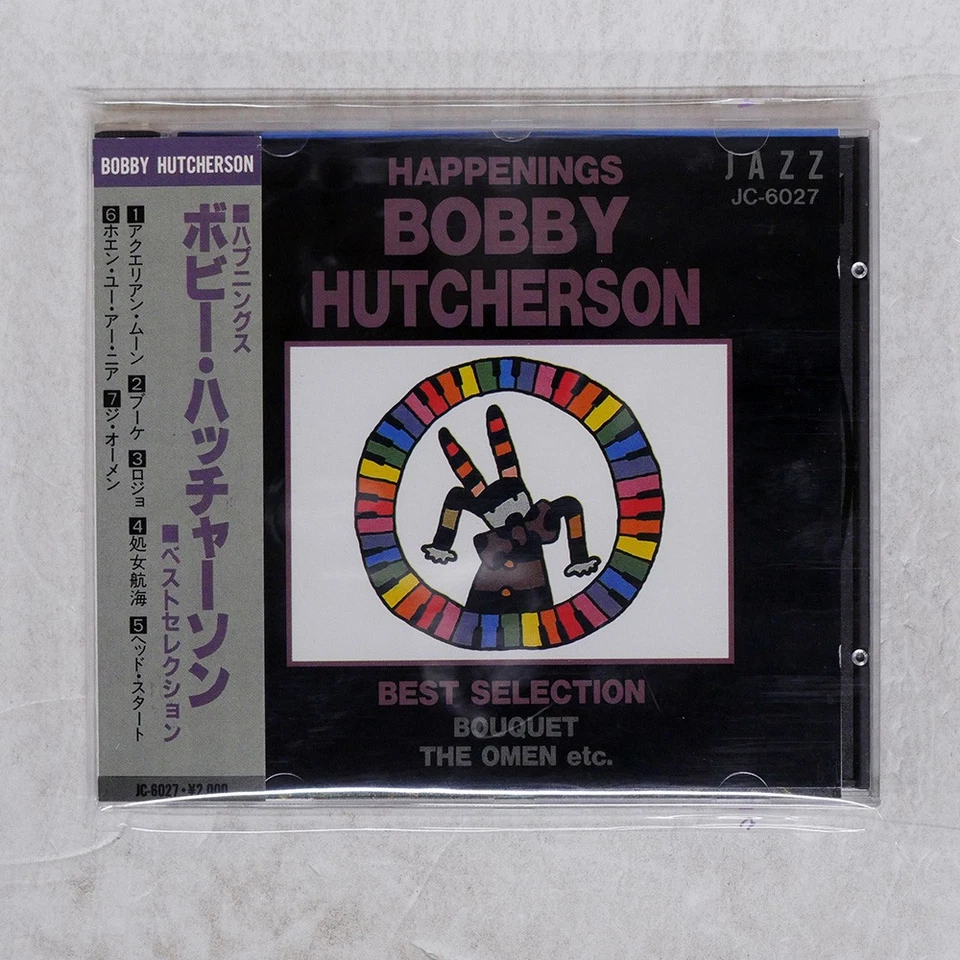 BOBBY HUTCHERSON
■ハプニングス
ボビー・ハッチャーソン
■ベストセレクション
1アクエリアン・ムーン 2ブーケ 3ロジョ 4処女航海 5ヘッド・スタート
6ホエン・ユー・アー・ニア 7ジ・オーメン
JC-6027・¥2,000
HAPPENINGS
BOBBY
HUTCHERSON
JAZZ
JC-6027
BEST SELECTION
BOUQUET
THE OMEN etc.